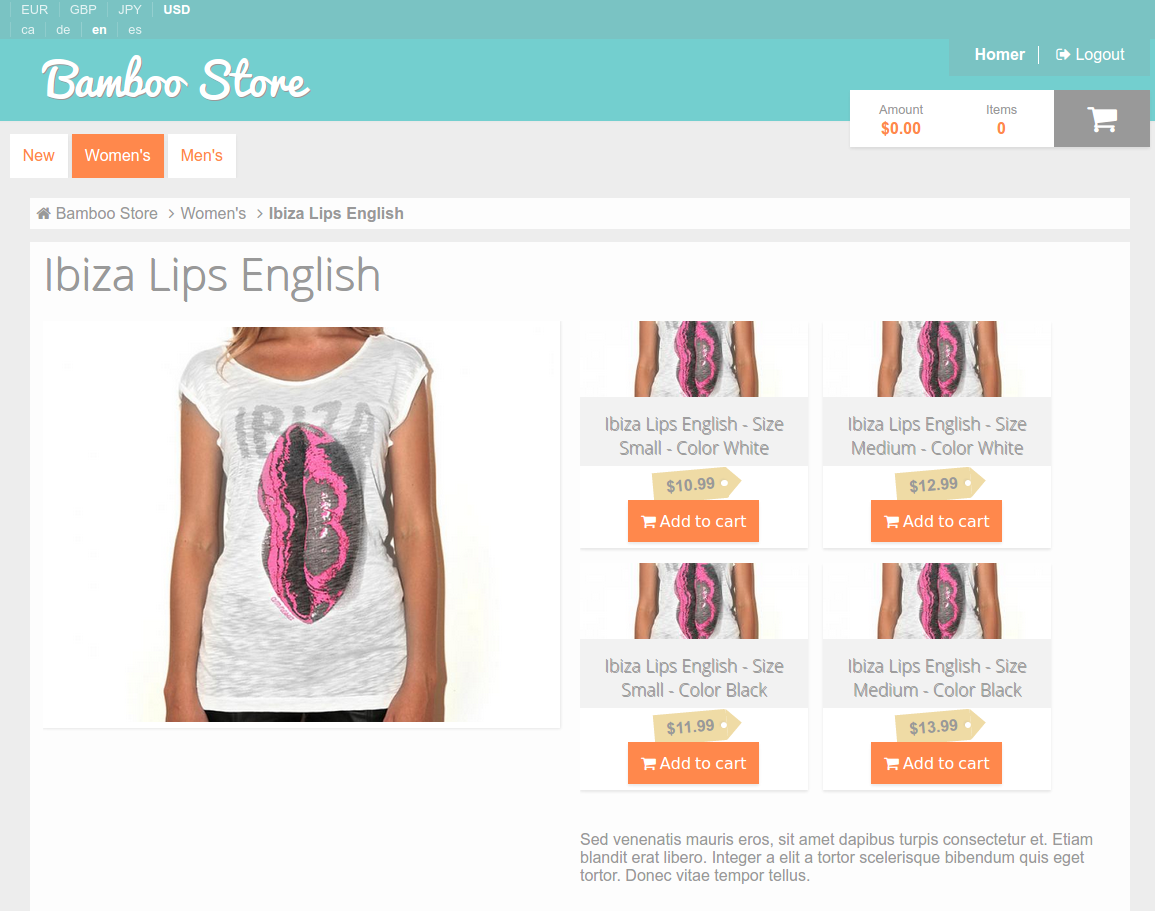 EUR GBP JPY USD
ca de en es
Bamboo Store
Homer Logout
Amount Items
$0.00 0
New Women's Men's
Bamboo Store > Women's > Ibiza Lips English
Ibiza Lips English
IBIZA
Ibiza Lips English - Size
Small - Color White
$10.99
Add to cart
Ibiza Lips English - Size
Medium - Color White
$12.99
Add to cart
Ibiza Lips English - Size
Small - Color Black
$11.99
Add to cart
Ibiza Lips English - Size
Medium - Color Black
$13.99
Add to cart
Sed venenatis mauris eros, sit amet dapibus turpis consectetur et. Etiam
blandit erat libero. Integer a elit a tortor scelerisque bibendum quis eget
tortor. Donec vitae tempor tellus.